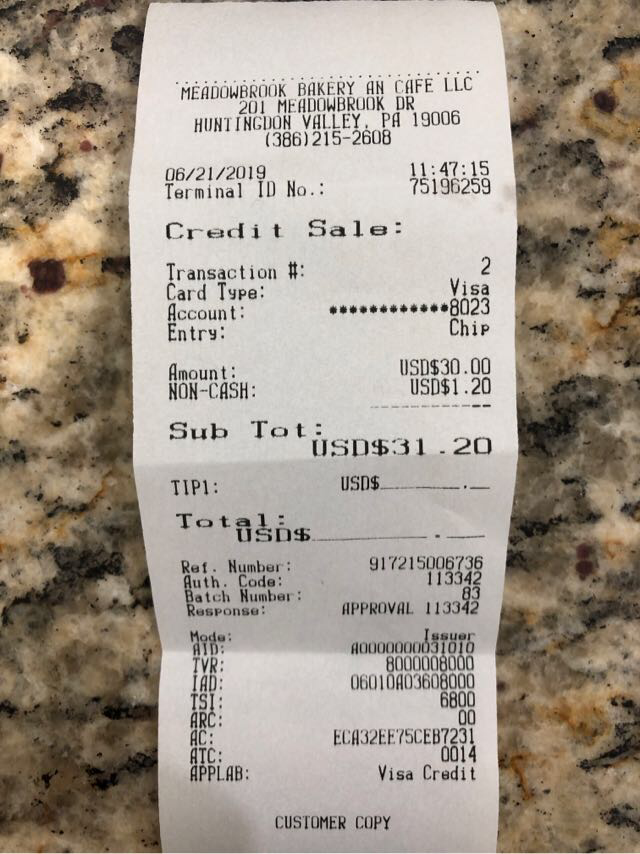 MEADOWBROOK BAKERY AN CAFE LLC
201 MEADOWBROOK DR
HUNTINGDON VALLEY, PA 19006
(386)215-2608
06/21/2019 11:47:15
Terminal ID No.: 75196259
Credit Sale:
Transaction #: 2
Card Type: Visa
Account: ************8023
Entry: Chip
Amount: USD$30.00
NON-CASH: USD$1.20
Sub Tot:
USD$31.20
TIP1: USD$________.__
Total:
USD$____________.__
Ref. Number: 917215006736
Auth. Code: 113342
Batch Number: 83
Response: APPROVAL 113342
Mode: Issuer
AID: A0000000031010
TVR: 8000008000
IAD: 06010A03608000
TSI: 6800
ARC: 00
AC: ECA32EE75CEB7231
ATC: 0014
APPLAB: Visa Credit
CUSTOMER COPY